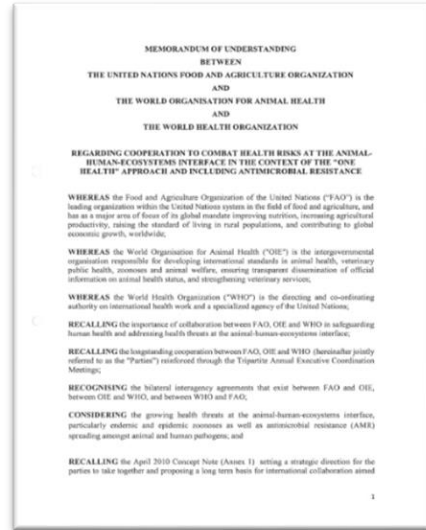 MEMORANDUM OF UNDERSTANDING
BETWEEN
THE UNITED NATIONS FOOD AND AGRICULTURE ORGANIZATION
AND
THE WORLD ORGANISATION FOR ANIMAL HEALTH
AND
THE WORLD HEALTH ORGANIZATION
REGARDING COOPERATION TO COMBAT HEALTH RISKS AT THE ANIMAL-
HUMAN-ECOSYSTEMS INTERFACE IN THE CONTEXT OF THE "ONE
HEALTH" APPROACH AND INCLUDING ANTIMICROBIAL RESISTANCE
WHEREAS the Food and Agriculture Organization of the United Nations ("FAO") is the
leading organization within the United Nations system in the field of food and agriculture, and
has as a major area of focus of its global mandate improving nutrition, increasing agricultural
productivity, raising the standard of living in rural populations, and contributing to global
economic growth, worldwide;
WHEREAS the World Organisation for Animal Health ("OIE") is the intergovernmental
organisation responsible for developing international standards in animal health, veterinary
public health, zoonoses and animal welfare, ensuring transparent dissemination of official
information on animal health status, and strengthening veterinary services;
WHEREAS the World Health Organization ("WHO") is the directing and co-ordinating
authority on international health work and a specialized agency of the United Nations;
RECALLING the importance of collaboration between FAO, OIE and WHO in safeguarding
human health and addressing health threats at the animal-human-ecosystems interface;
RECALLING the longstanding cooperation between FAO, OIE and WHO (hereinafter jointly
referred to as the "Parties") reinforced through the Tripartite Annual Executive Coordination
Meetings;
RECOGNISING the bilateral interagency agreements that exist between FAO and OIE,
between OIE and WHO, and between WHO and FAO;
CONSIDERING the growing health threats at the animal-human-ecosystems interface,
particularly endemic and epidemic zoonoses as well as antimicrobial resistance (AMR)
spreading amongst animal and human pathogens; and
RECALLING the April 2010 Concept Note (Annex 1) setting a strategic direction for the
parties to take together and proposing a long term basis for international collaboration aimed
1